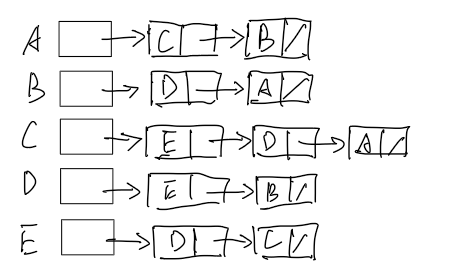 A C B
B D A
C E D A
D E B
E D C